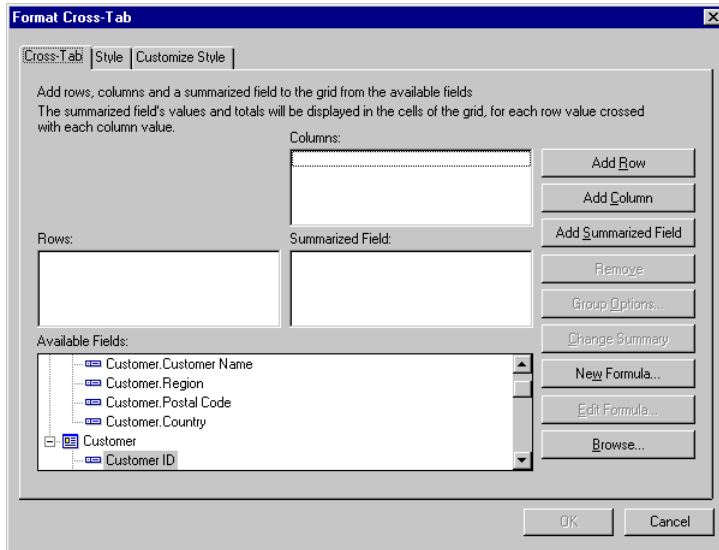 Format Cross-Tab
Cross-Tab Style Customize Style
Add rows, columns and a summarized field to the grid from the available fields
The summarized field's values and totals will be displayed in the cells of the grid, for each row value crossed
with each column value.
Columns:
Add Row
Add Column
Add Summarized Field
Rows:
Summarized Field:
Remove
Group Options...
Change Summary
Available Fields:
Customer.Customer Name
Customer.Region
Customer.Postal Code
Customer.Country
Customer
Customer ID
New Formula...
Edit Formula...
Browse...
OK
Cancel